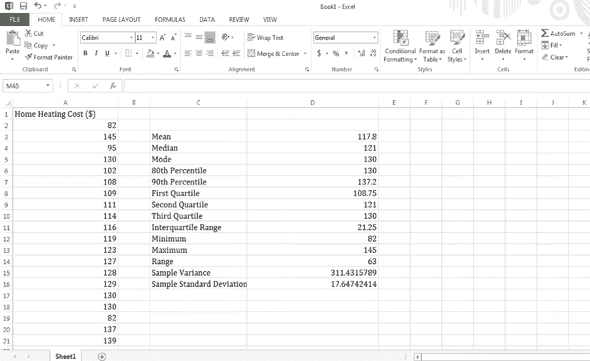 Book1 - Excel
FILE HOME INSERT PAGE LAYOUT FORMULAS DATA REVIEW VIEW
Cut Calibri 11 Wrap Text General AutoSum
Paste Copy Fill
Format Painter B I U Merge & Center $ % Conditional Formatting Format as Table Cell Styles Insert Delete Format Clear
Clipboard Font Alignment Number Styles Cells
M45 fx
A B C D E F G H I J K
1 Home Heating Cost ($)
2 82
3 145 Mean 117.8
4 95 Median 121
5 130 Mode 130
6 102 80th Percentile 130
7 108 90th Percentile 137.2
8 109 First Quartile 108.75
9 111 Second Quartile 121
10 114 Third Quartile 130
11 116 Interquartile Range 21.25
12 119 Minimum 82
13 123 Maximum 145
14 127 Range 63
15 128 Sample Variance 311.4315789
16 129 Sample Standard Deviation 17.64742414
17 130
18 130
19 82
20 137
21 139
Sheet1